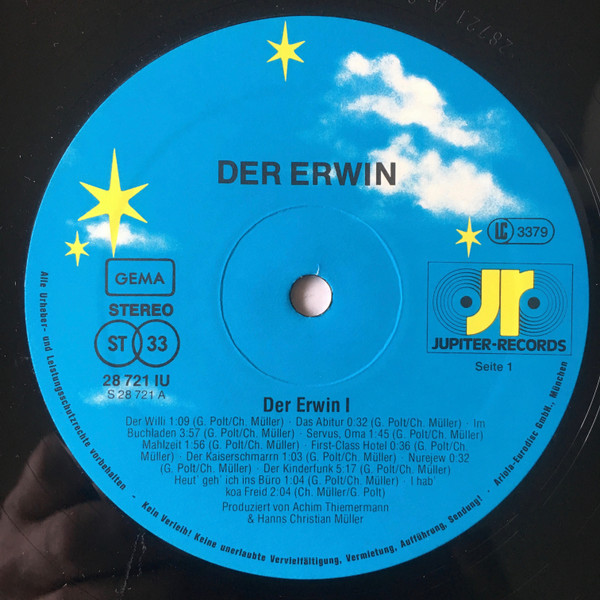 28721 A
DER ERWIN
LC 3379
GEMA
STEREO
ST 33
28 721 IU
S 28 721 A
jr
JUPITER-RECORDS
Seite 1
Der Erwin I
Der Willi 1:09 (G. Polt/Ch. Müller) · Das Abitur 0:32 (G. Polt/Ch. Müller) · Im
Buchladen 3:57 (G. Polt/Ch. Müller) · Servus, Oma 1:45 (G. Polt/Ch. Müller)
Mahlzeit 1:56 (G. Polt/Ch. Müller) · First-Class Hotel 0:36 (G. Polt/Ch.
Müller) · Der Kaiserschmarrn 1:03 (G. Polt/Ch. Müller) · Nurejew 0:32
(G. Polt/Ch. Müller) · Der Kinderfunk 5:17 (G. Polt/Ch. Müller) ·
Heut' geh' ich ins Büro 1:04 (G. Polt/Ch. Müller) · I hab'
koa Freid 2:04 (Ch. Müller/G. Polt)
Produziert von Achim Thiemermann
& Hanns Christian Müller
Alle Urheber- und Leistungsschutzrechte vorbehalten · Kein Verleih! Keine unerlaubte Vervielfältigung, Vermietung, Aufführung, Sendung! · Ariola-Eurodisc GmbH., München